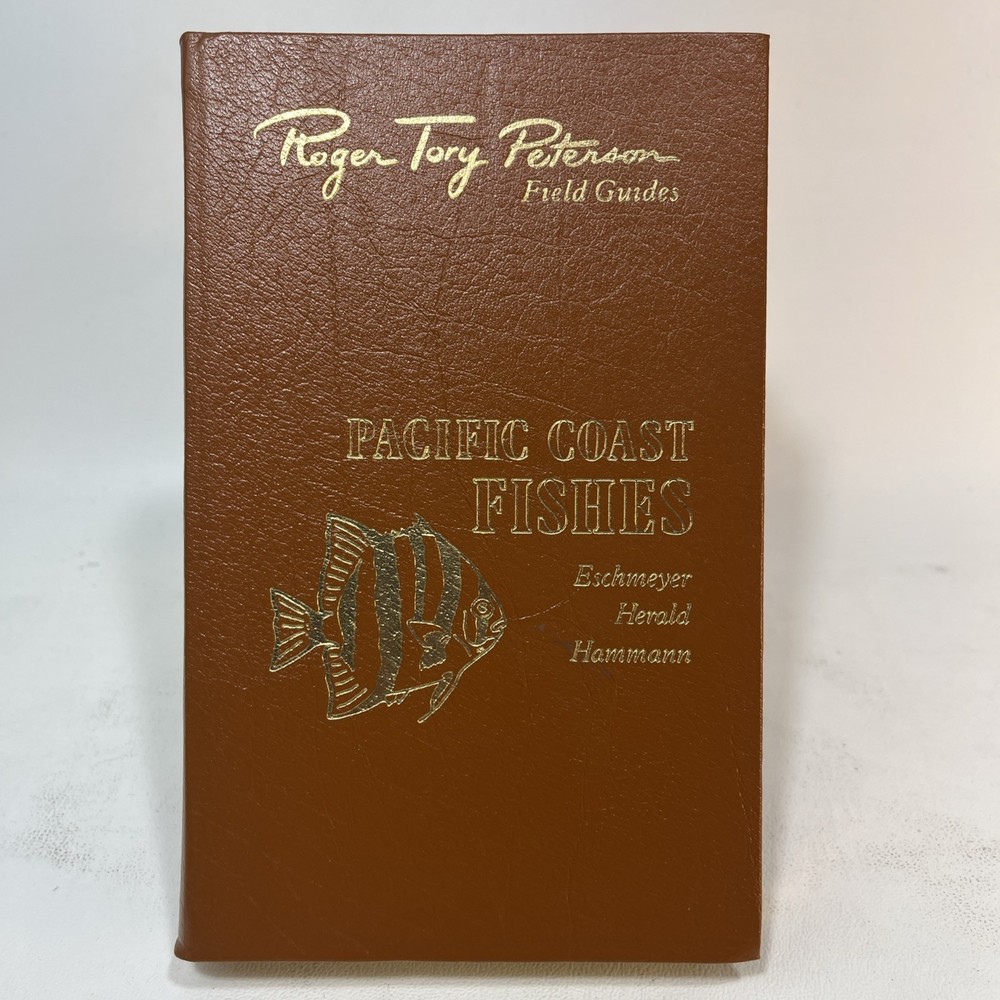 Roger Tory Peterson
Field Guides
PACIFIC COAST
FISHES
Eschmeyer
Herald
Hammann